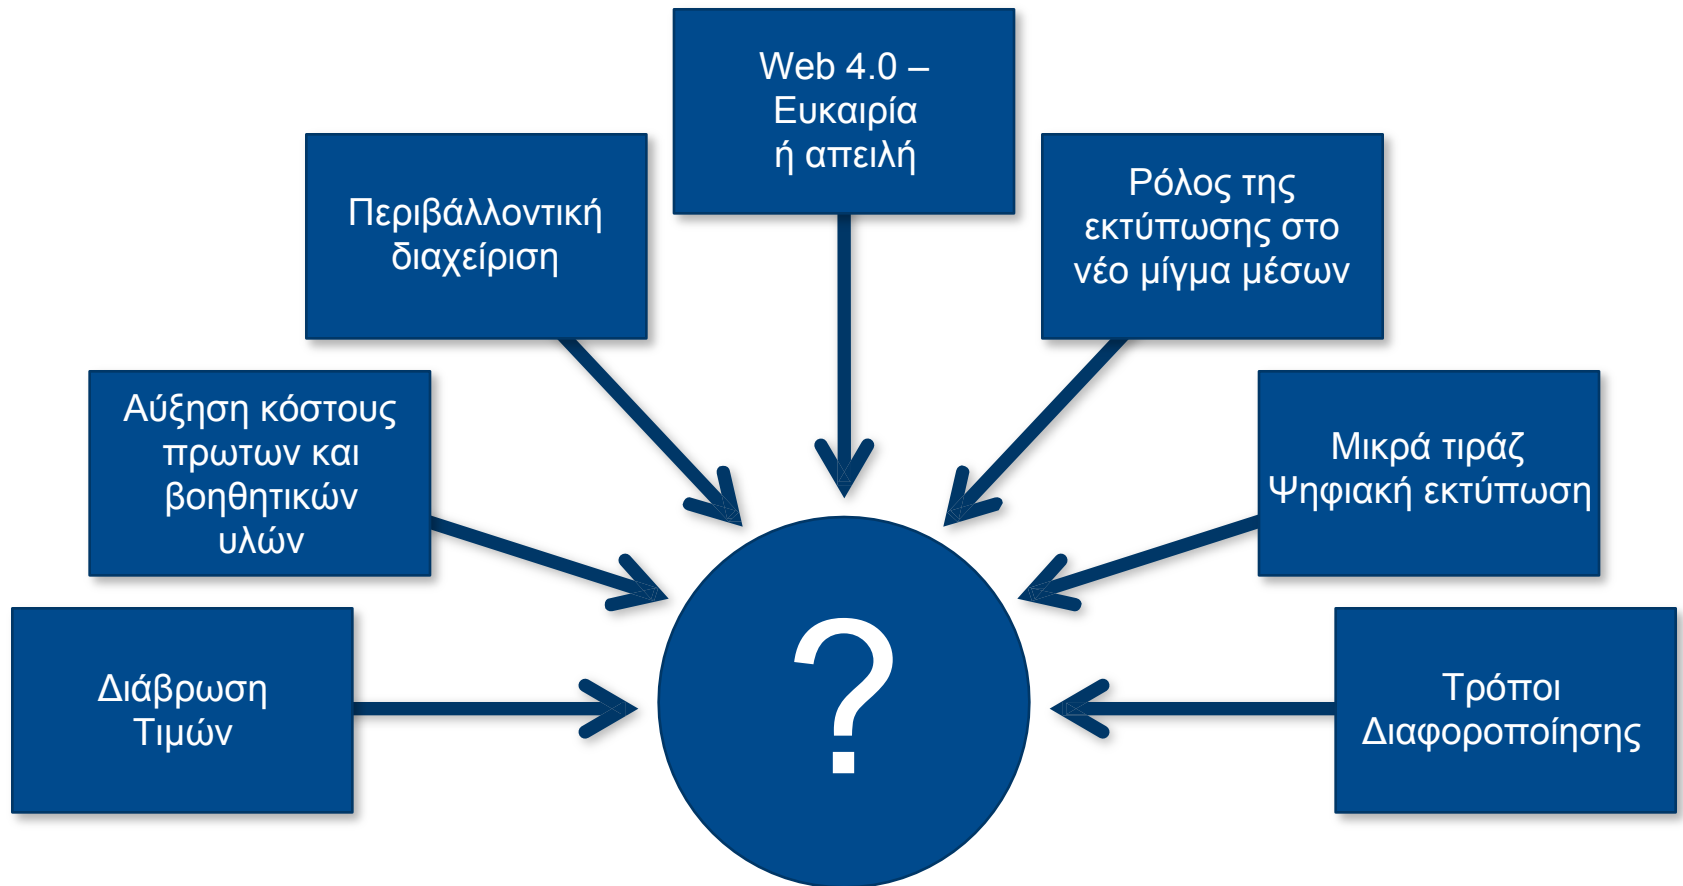 Web 4.0 –
Ευκαιρία
ή απειλή
Περιβάλλοντική
διαχείριση
Ρόλος της
εκτύπωσης στο
νέο μίγμα μέσων
Αύξηση κόστους
πρωτων και
βοηθητικών
υλών
Μικρά τιράζ
Ψηφιακή εκτύπωση
Διάβρωση
Τιμών
?
Τρόποι
Διαφοροποίησης